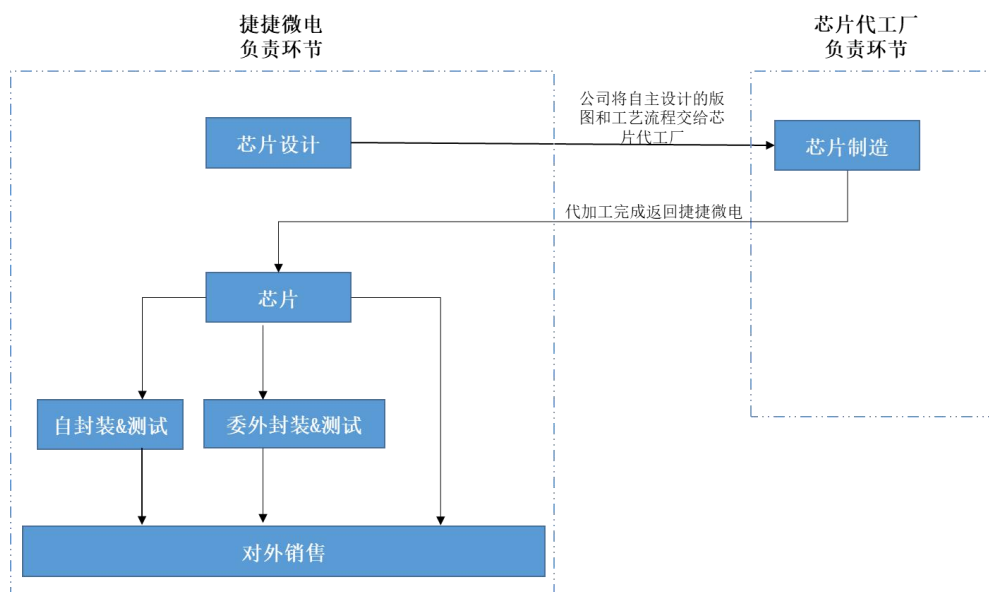 捷捷微电
负责环节
芯片代工厂
负责环节
公司将自主设计的版
图和工艺流程交给芯
片代工厂
芯片设计
芯片制造
代加工完成返回捷捷微电
芯片
自封装&测试
委外封装&测试
对外销售